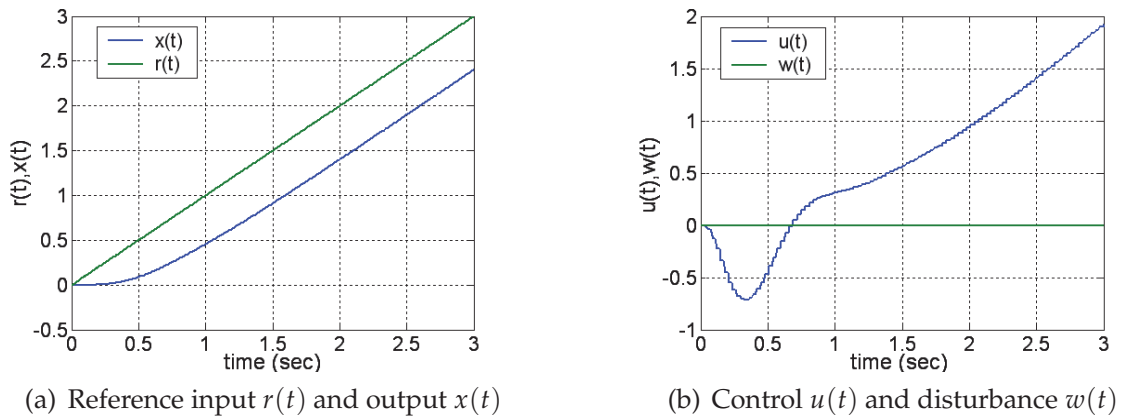 3
2.5
2
1.5
1
0.5
0
-0.5
r(t),x(t)
x(t)
r(t)
0 0.5 1 1.5 2 2.5 3
time (sec)
(a) Reference input r(t) and output x(t)
2
1.5
1
0.5
0
-0.5
-1
u(t),w(t)
u(t)
w(t)
0 0.5 1 1.5 2 2.5 3
time (sec)
(b) Control u(t) and disturbance w(t)